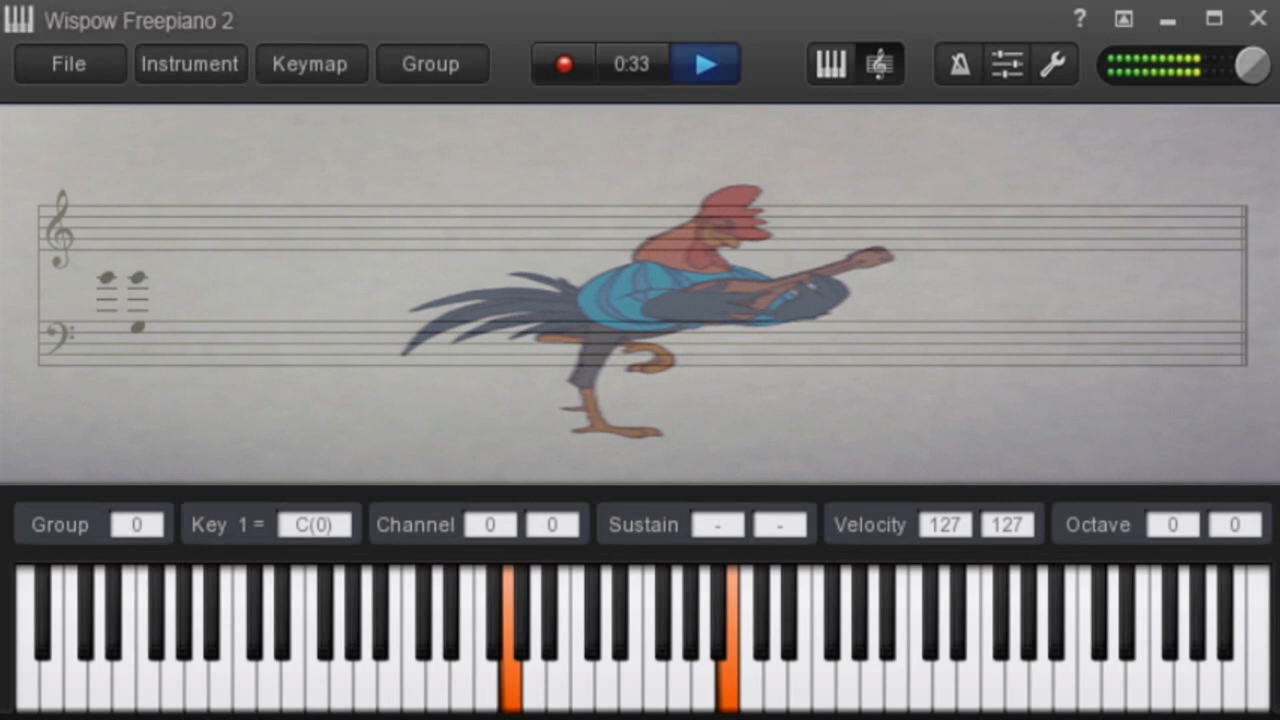 Wispow Freepiano 2 ?
File Instrument Keymap Group 0:33
Group 0 Key 1 = C(0) Channel 0 0 Sustain - - Velocity 127 127 Octave 0 0